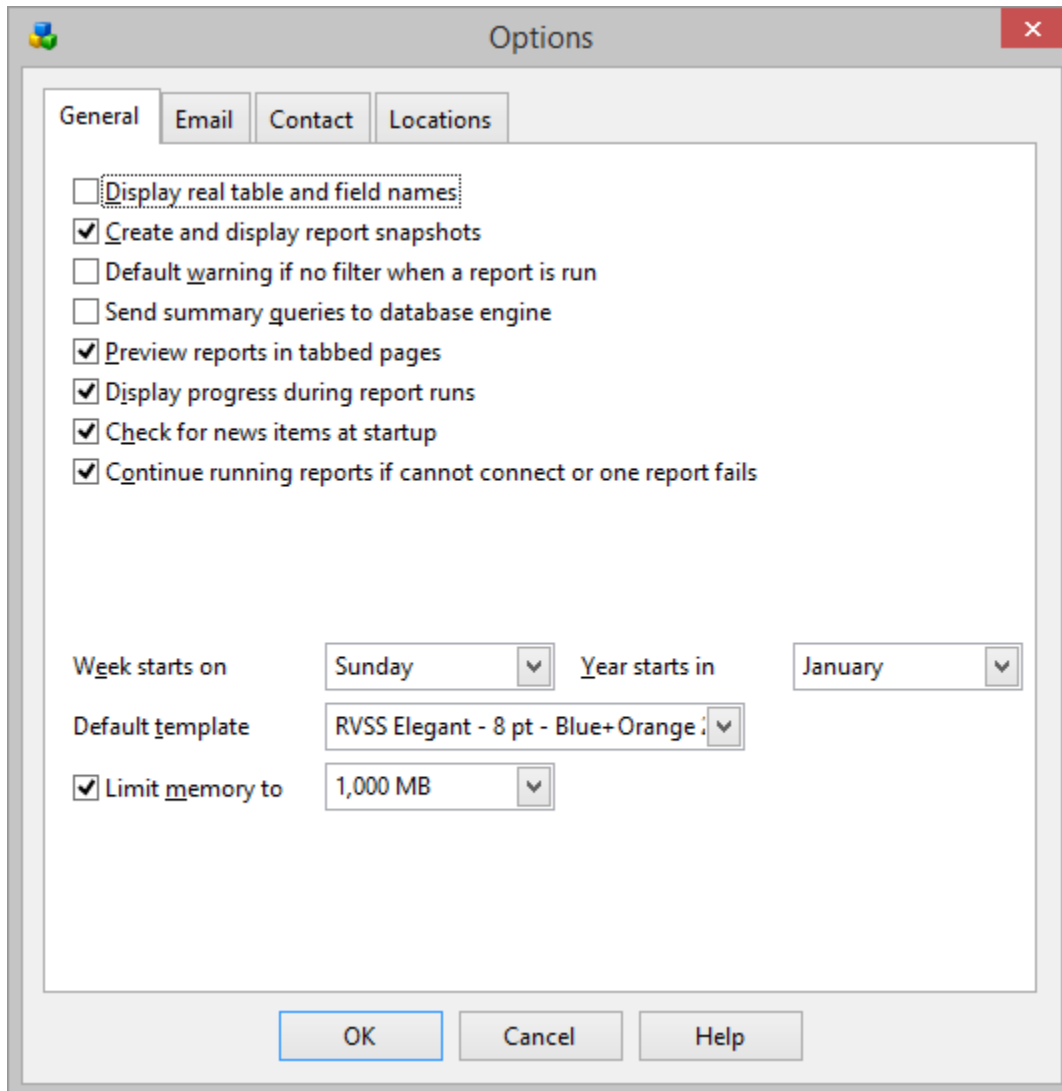 Options
General Email Contact Locations
Display real table and field names
Create and display report snapshots
Default warning if no filter when a report is run
Send summary queries to database engine
Preview reports in tabbed pages
Display progress during report runs
Check for news items at startup
Continue running reports if cannot connect or one report fails
Week starts on Sunday Year starts in January
Default template RVSS Elegant - 8 pt - Blue+Orange
Limit memory to 1,000 MB
OK Cancel Help